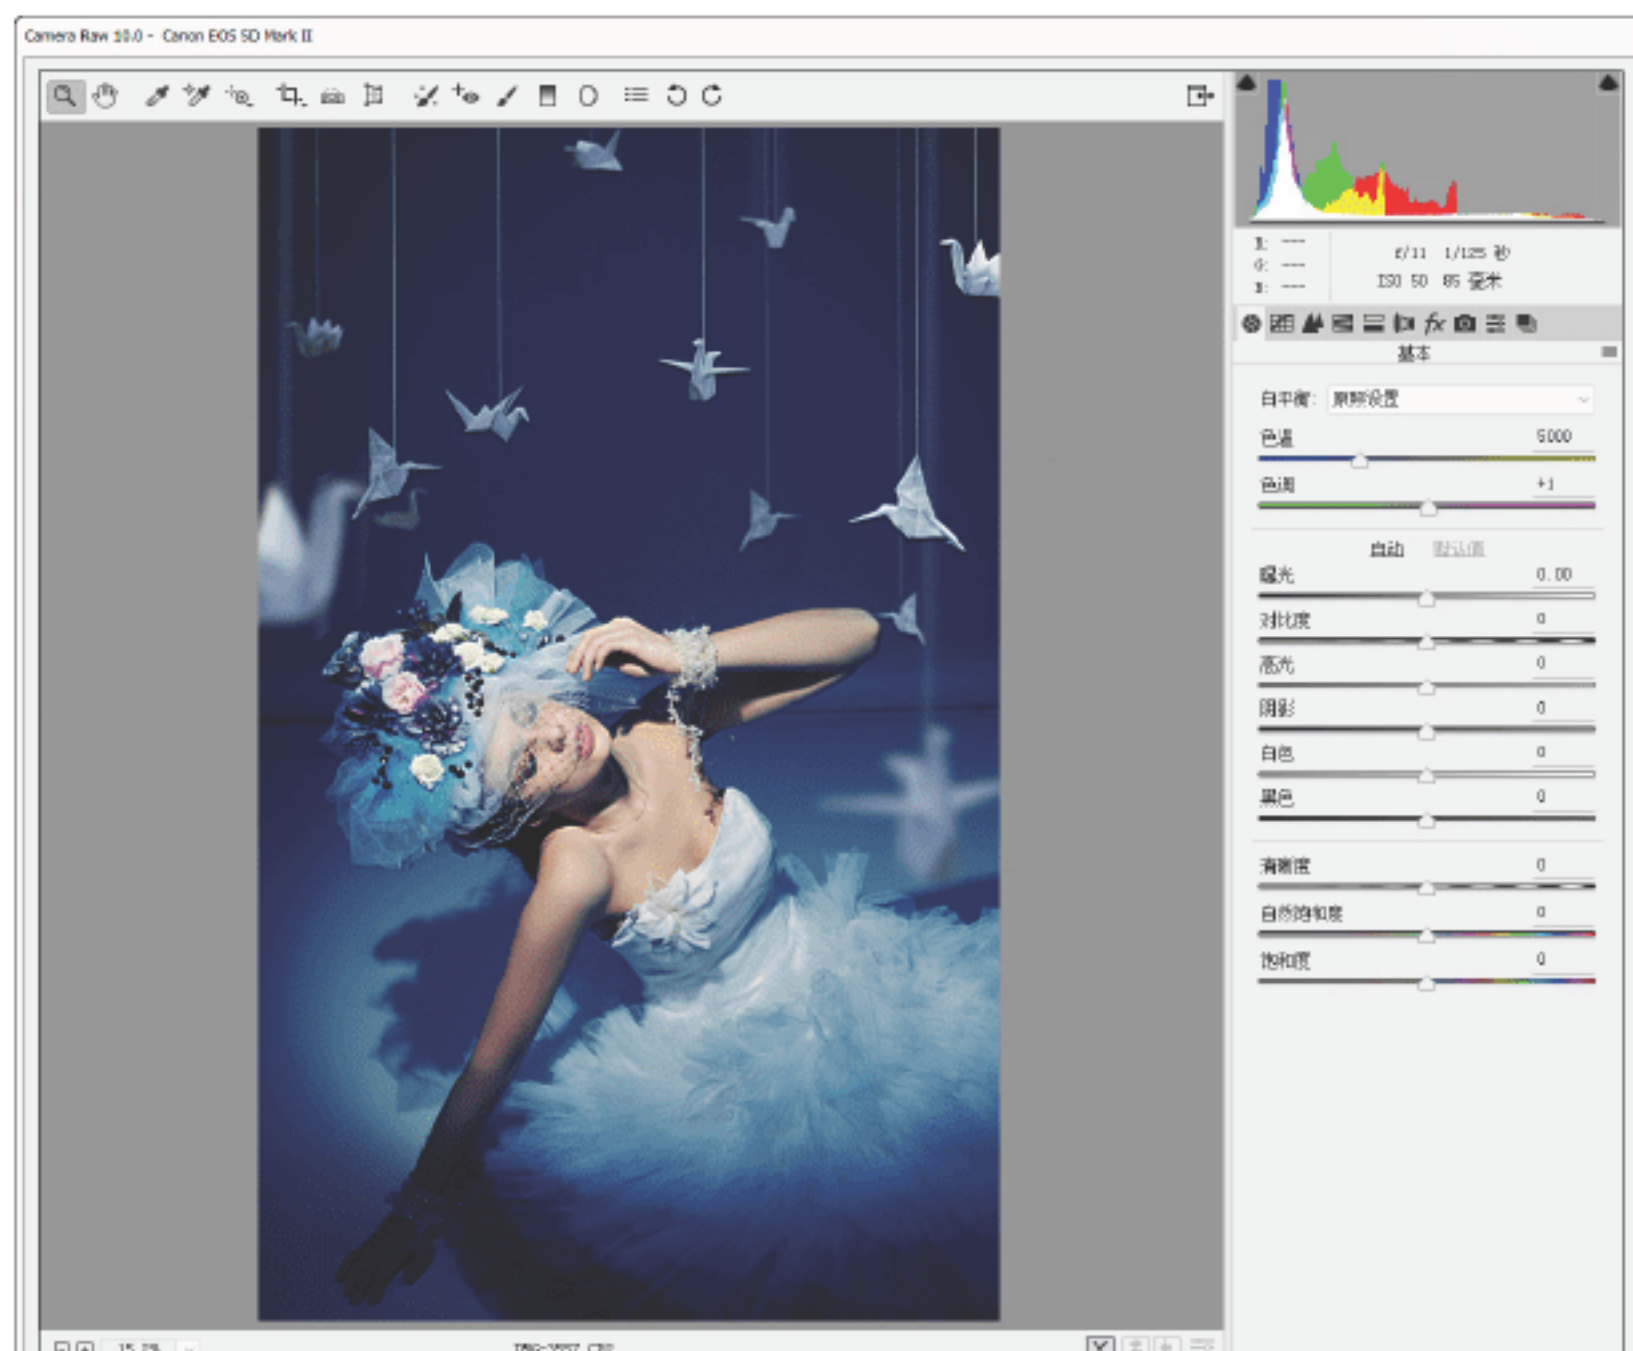 Camera Raw 10.0 - Canon EOS 5D Mark II
R: ---
G: ---
B: ---
f/11 1/125 秒
ISO 50 85 毫米
fx
基本
白平衡: 原照设置
色温 5000
色调 +1
自动 默认值
曝光 0.00
对比度 0
高光 0
阴影 0
白色 0
黑色 0
清晰度 0
自然饱和度 0
饱和度 0
Y